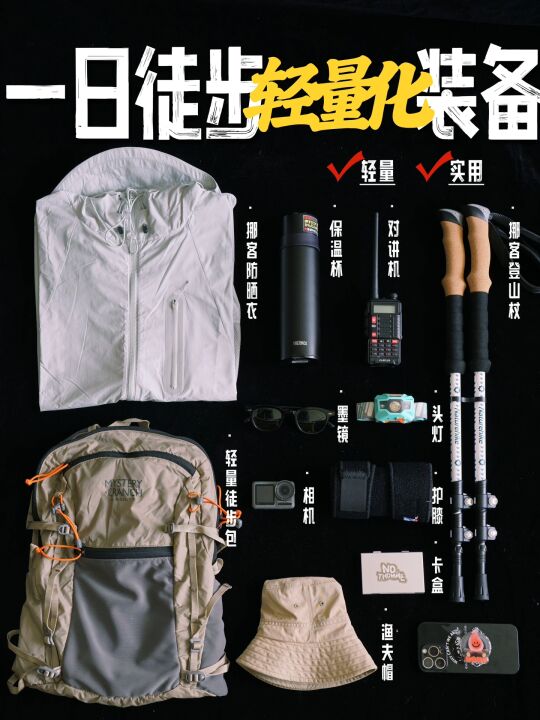 一日徒步轻量化装备
轻量
实用
·挪客防晒衣
·保温杯
·对讲机
·挪客登山杖
·墨镜
·头灯
·轻量徒步包
·相机
·护膝
·卡盒
·渔夫帽
MYSTERY
RANCH
THERMOS
NO.